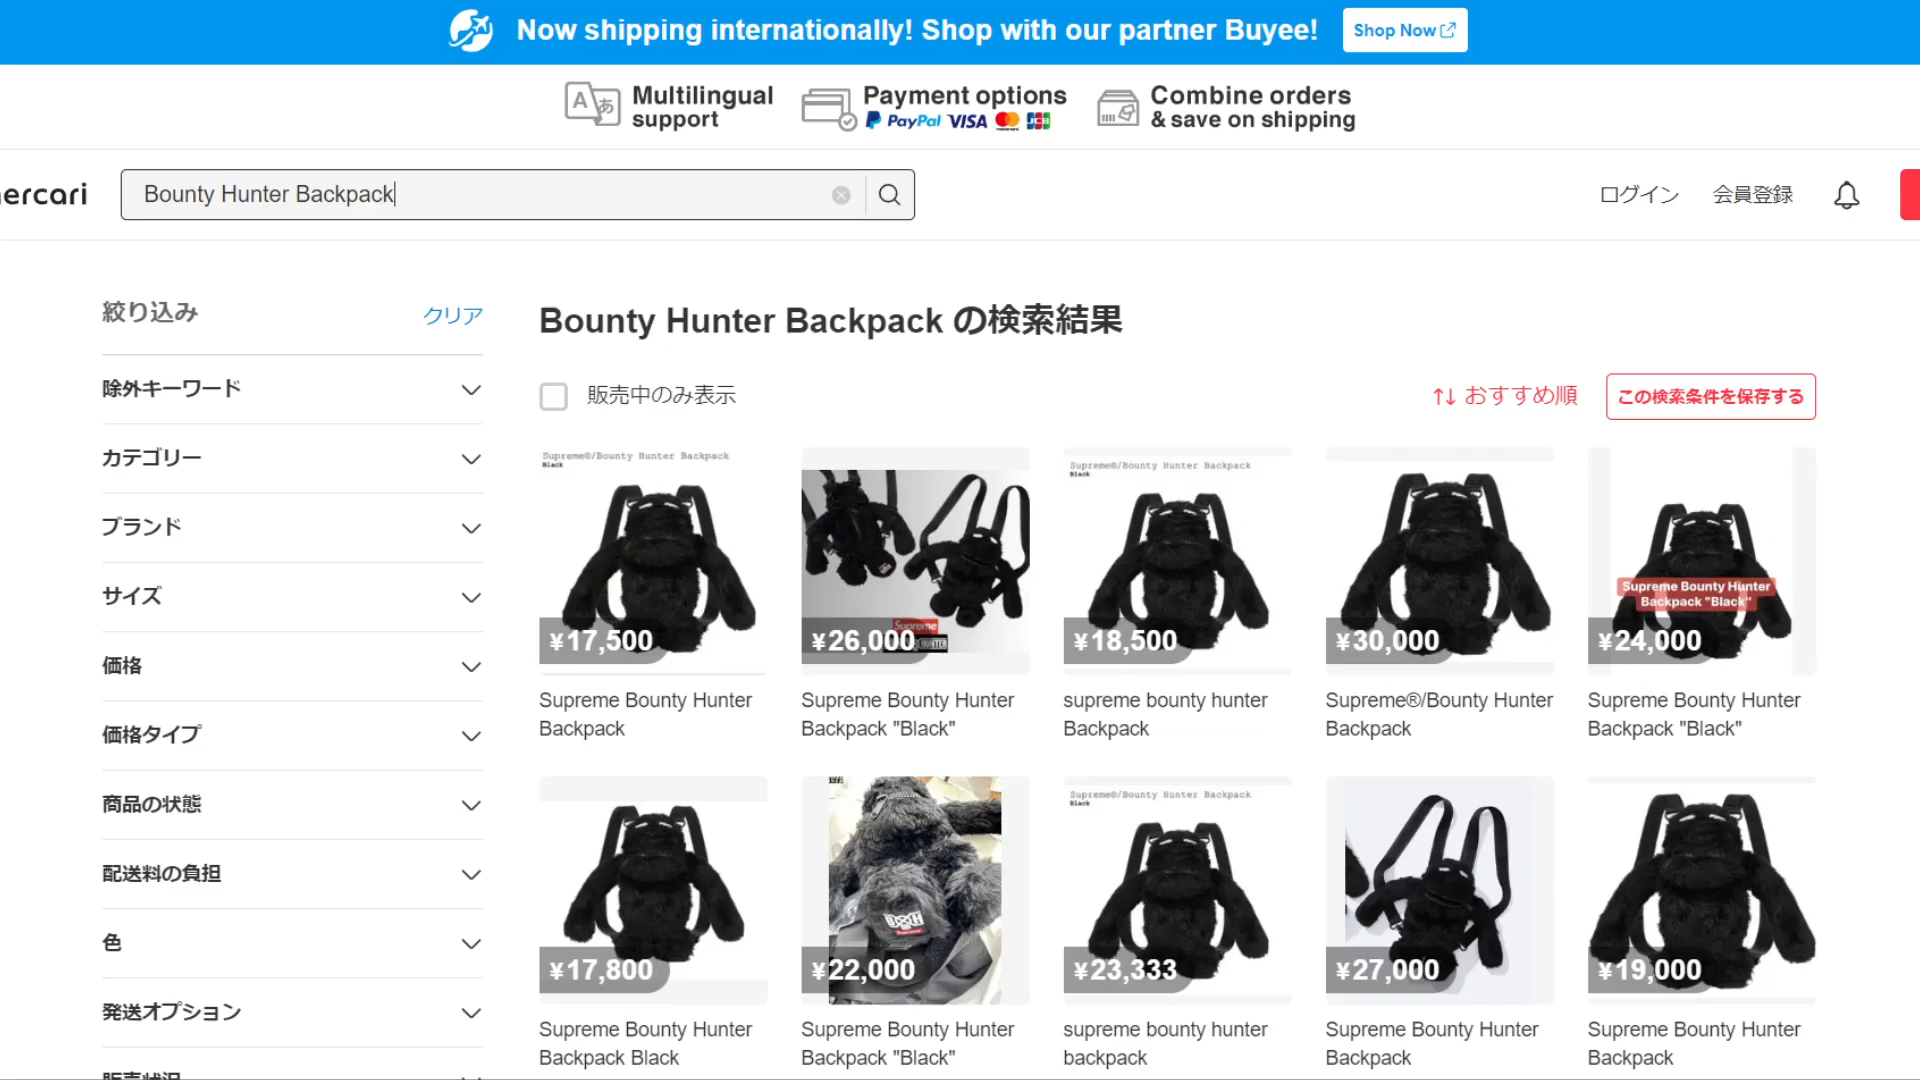 Now shipping internationally! Shop with our partner Buyee!
Shop Now
Multilingual
support
Payment options
PayPal VISA JCB
Combine orders
& save on shipping
ercari
Bounty Hunter Backpack
ログイン
会員登録
絞り込み
クリア
Bounty Hunter Backpack の検索結果
除外キーワード
販売中のみ表示
おすすめ順
この検索条件を保存する
カテゴリー
ブランド
サイズ
価格
価格タイプ
商品の状態
配送料の負担
色
発送オプション
Supreme®/Bounty Hunter Backpack
Black
¥17,500
Supreme Bounty Hunter
Backpack
Supreme
¥26,000
Supreme Bounty Hunter
Backpack "Black"
Supreme®/Bounty Hunter Backpack
Black
¥18,500
supreme bounty hunter
Backpack
¥30,000
Supreme®/Bounty Hunter
Backpack
Supreme Bounty Hunter
Backpack "Black"
¥24,000
Supreme Bounty Hunter
Backpack "Black"
¥17,800
Supreme Bounty Hunter
Backpack Black
¥22,000
Supreme Bounty Hunter
Backpack "Black"
Supreme®/Bounty Hunter Backpack
Black
¥23,333
supreme bounty hunter
backpack
¥27,000
Supreme Bounty Hunter
Backpack
¥19,000
Supreme Bounty Hunter
Backpack